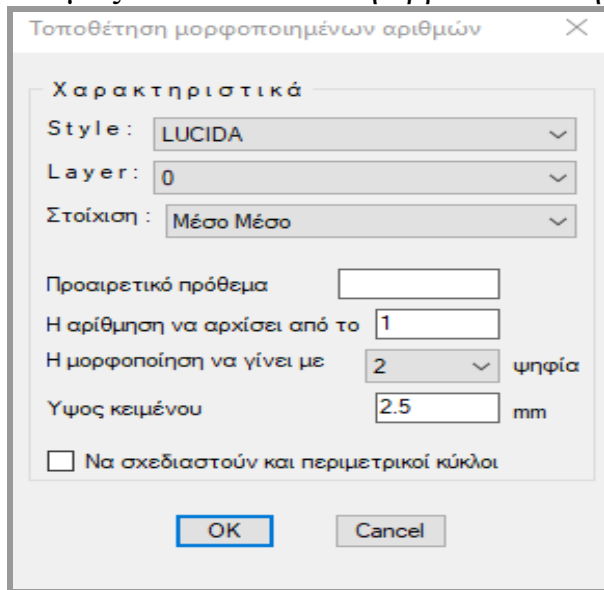 Τοποθέτηση μορφοποιημένων αριθμών
Χαρακτηριστικά
Style: LUCIDA
Layer: 0
Στοίχιση : Μέσο Μέσο
Προαιρετικό πρόθεμα
Η αρίθμηση να αρχίσει από το 1
Η μορφοποίηση να γίνει με 2 ψηφία
Υψος κειμένου 2.5 mm
Να σχεδιαστούν και περιμετρικοί κύκλοι
OK Cancel